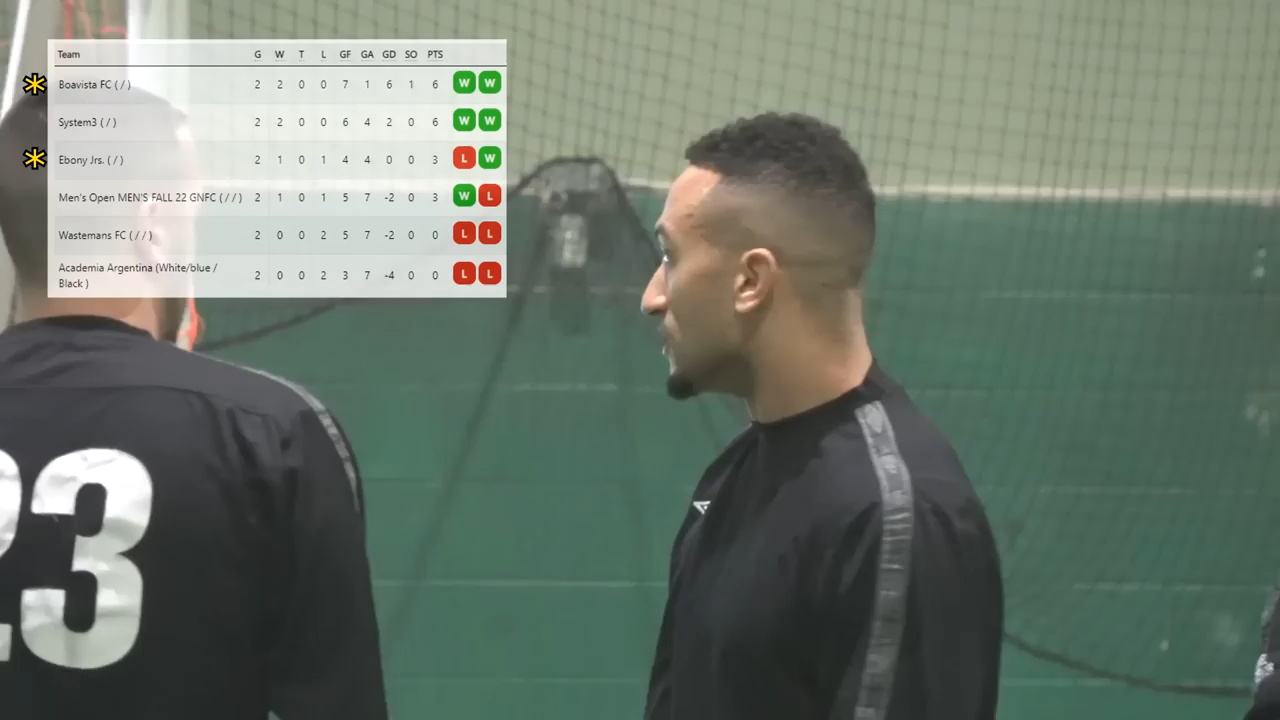 Team G W T L GF GA GD SO PTS
Boavista FC ( / ) 2 2 0 0 7 1 6 1 6 W W
System3 ( / ) 2 2 0 0 6 4 2 0 6 W W
Ebony Jrs. ( / ) 2 1 0 1 4 4 0 0 3 L W
Men's Open MEN'S FALL 22 GNFC ( / / ) 2 1 0 1 5 7 -2 0 3 W L
Wastemans FC ( / / ) 2 0 0 2 5 7 -2 0 0 L L
Academia Argentina (White/blue /
Black ) 2 0 0 2 3 7 -4 0 0 L L
23